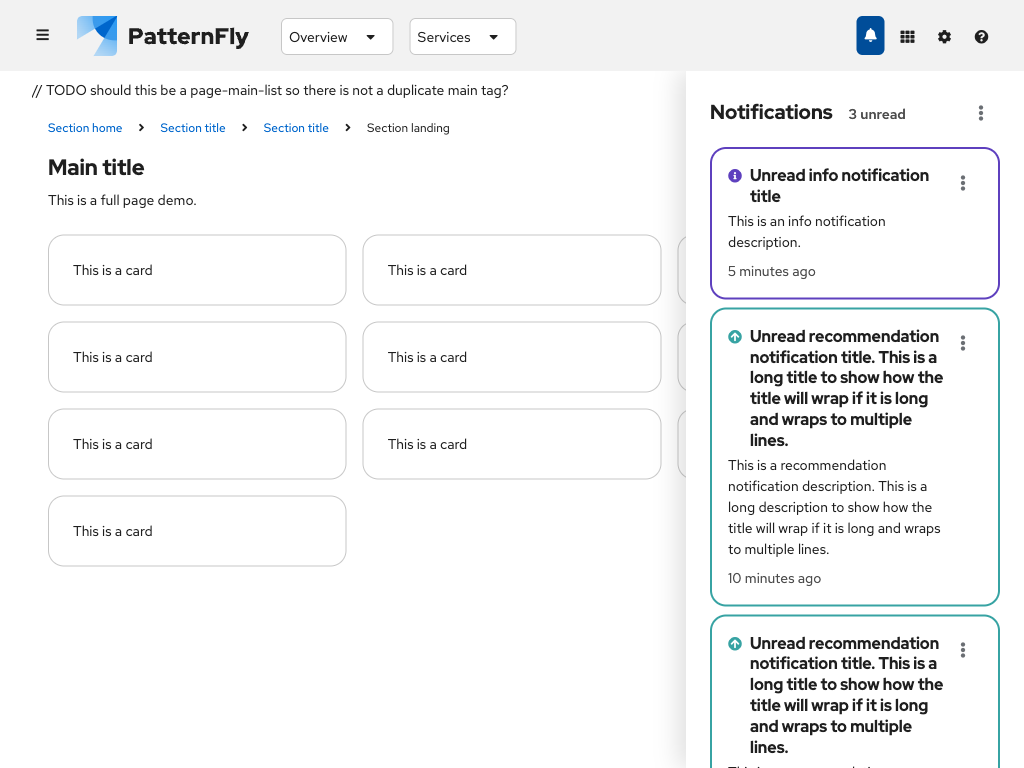 PatternFly
Overview
Services
// TODO should this be a page-main-list so there is not a duplicate main tag?
Section home
Section title
Section title
Section landing
Main title
This is a full page demo.
This is a card
This is a card
This is a card
This is a card
This is a card
This is a card
This is a card
Notifications
3 unread
Unread info notification
title
This is an info notification
description.
5 minutes ago
Unread recommendation
notification title. This is a
long title to show how the
title will wrap if it is long
and wraps to multiple
lines.
This is a recommendation
notification description. This is a
long description to show how the
title will wrap if it is long and wraps
to multiple lines.
10 minutes ago
Unread recommendation
notification title. This is a
long title to show how the
title will wrap if it is long
and wraps to multiple
lines.